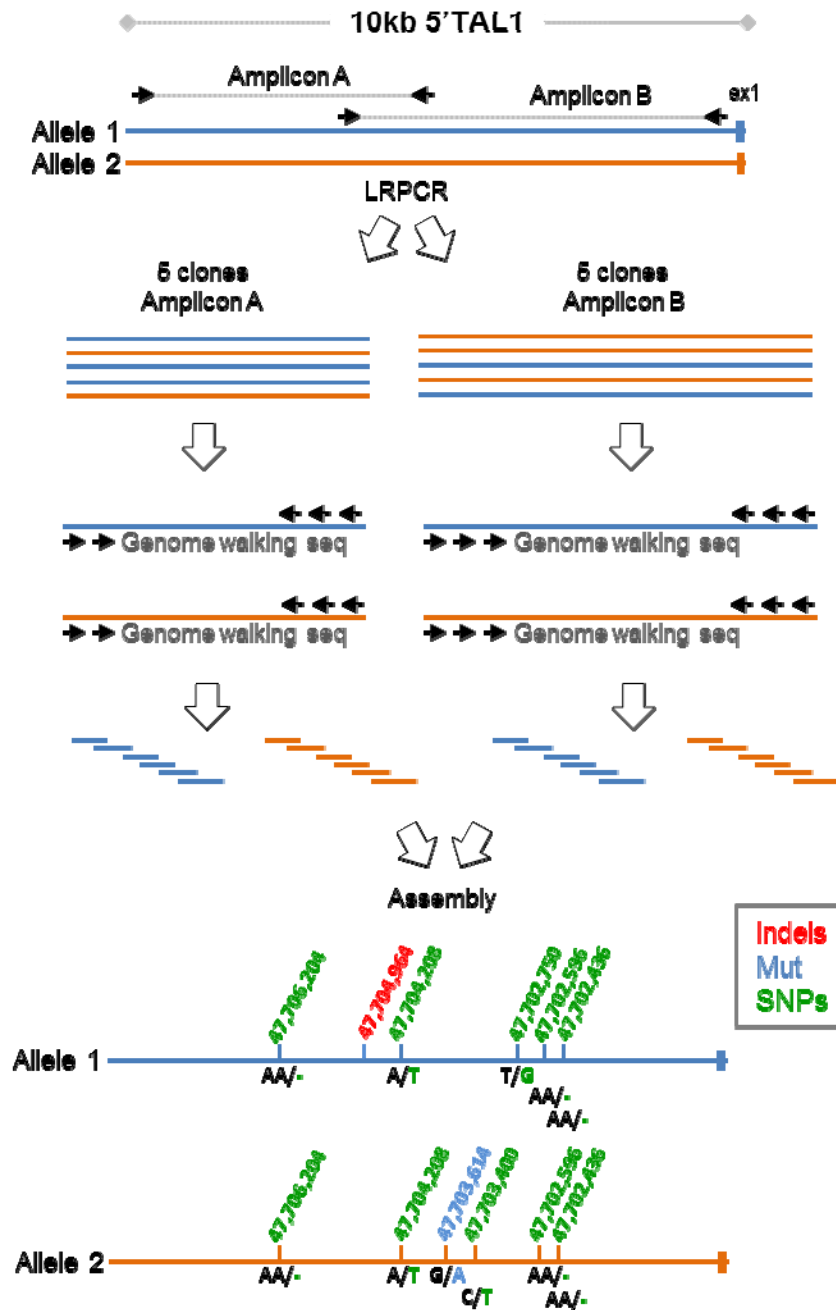 10kb 5'TAL1
Amplicon A
Amplicon B
ex1
Allele 1
Allele 2
LRPCR
5 clones
Amplicon A
5 clones
Amplicon B
Genome walking seq
Genome walking seq
Genome walking seq
Genome walking seq
Assembly
Indels
Mut
SNPs
47,706,204
47,704,964
47,704,208
47,702,750
47,702,596
47,702,436
Allele 1
AA/-
A/T
T/G
AA/-
AA/-
47,706,204
47,704,208
47,703,614
47,703,400
47,702,596
47,702,436
Allele 2
AA/-
A/T
G/A
C/T
AA/-
AA/-